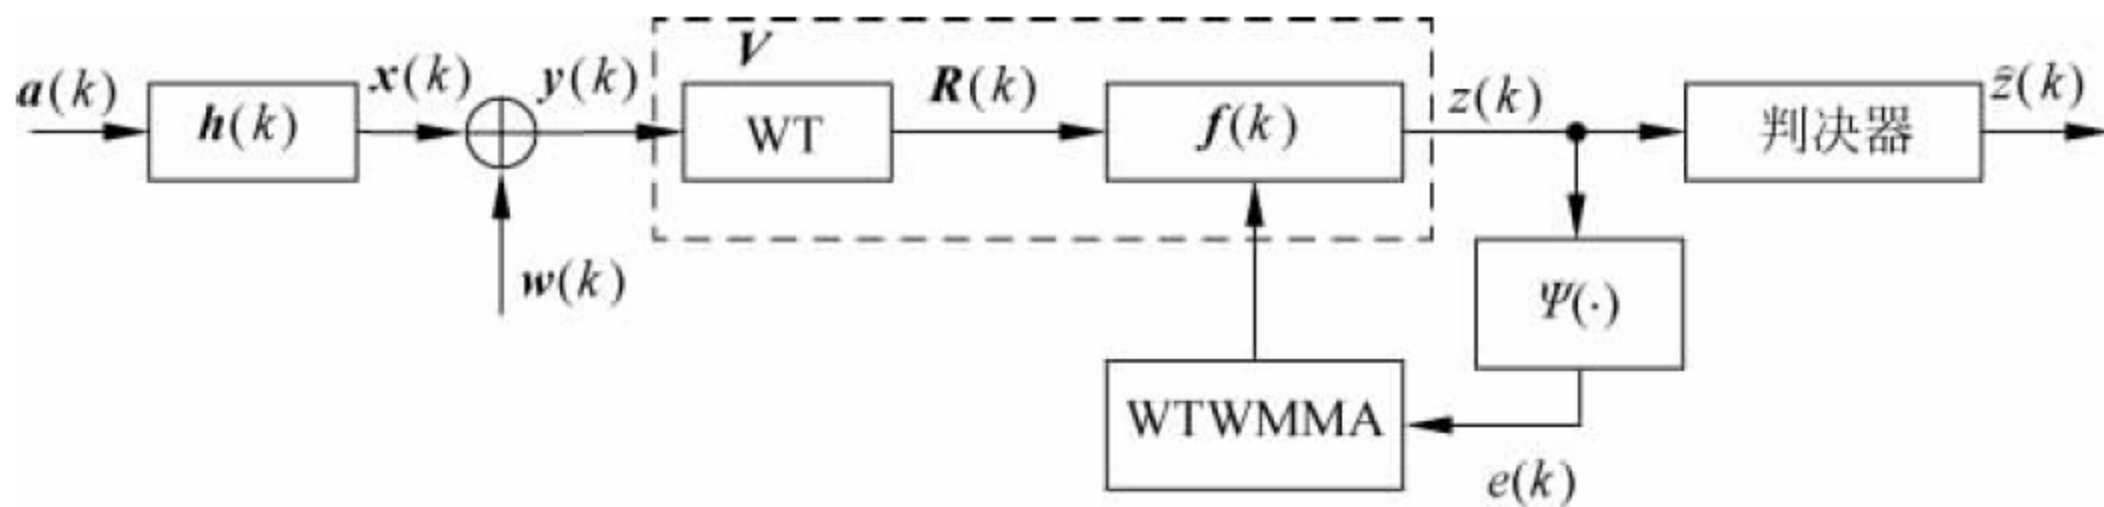 a(k)
h(k)
x(k)
y(k)
w(k)
V
WT
R(k)
f(k)
z(k)
判决器
ẑ(k)
Ψ(·)
WTWMMA
e(k)